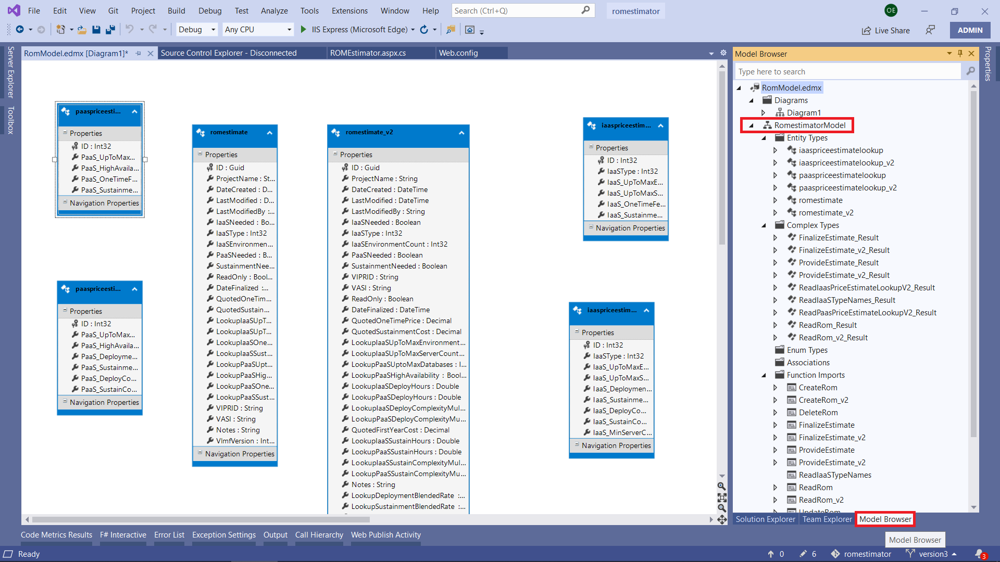 File Edit View Git Project Build Debug Test Analyze Tools Extensions Window Help Search (Ctrl+Q) romestimator OE
Debug Any CPU IIS Express (Microsoft Edge) Live Share ADMIN
Server Explorer
Toolbox
RomModel.edmx [Diagram1]* Source Control Explorer - Disconnected ROMEstimator.aspx.cs Web.config
paaspriceesti...
Properties
ID : Int32
PaaS_UpToMax...
PaaS_HighAvaila...
PaaS_OneTimeF...
PaaS_Sustainme...
Navigation Properties
paaspriceesti...
Properties
ID : Int32
PaaS_UpToMax...
PaaS_HighAvaila...
PaaS_Deployme...
PaaS_Sustainme...
PaaS_DeployCo...
PaaS_SustainCo...
Navigation Properties
romestimate
Properties
ID : Guid
ProjectName : St...
DateCreated : D...
LastModified : D...
LastModifiedBy :...
IaaSNeeded : Bo...
IaaSType : Int32
IaaSEnvironmen...
PaaSNeeded : B...
SustainmentNee...
ReadOnly : Bool...
DateFinalized :...
QuotedOneTim...
QuotedSustain...
LookupIaaSUpT...
LookupIaaSUpT...
LookupIaaSOne...
LookupIaaSSust...
LookupPaaSUpt...
LookupPaaSHig...
LookupPaaSOne...
LookupPaaSSust...
VIPRID : String
VASI : String
Notes : String
VlmfVersion : Int...
Navigation Properties
romestimate_v2
Properties
ID : Guid
ProjectName : String
DateCreated : DateTime
LastModified : DateTime
LastModifiedBy : String
IaaSNeeded : Boolean
IaaSType : Int32
IaaSEnvironmentCount : Int32
PaaSNeeded : Boolean
SustainmentNeeded : Boolean
VIPRID : String
VASI : String
ReadOnly : Boolean
DateFinalized : DateTime
QuotedOneTimePrice : Decimal
QuotedSustainmentCost : Decimal
LookupIaaSUpToMaxEnvironment...
LookupIaaSUpToMaxServerCount...
LookupPaaSUptoMaxDatabases : I...
LookupPaaSHighAvailability : Bool...
LookupIaaSDeployHours : Double
LookupPaaSDeployHours : Double
LookupIaaSDeployComplexityMul...
LookupPaaSDeployComplexityMu...
QuotedFirstYearCost : Decimal
LookupIaaSSustainHours : Double
LookupPaaSSustainHours : Double
LookupIaaSSustainComplexityMul...
LookupPaaSSustainComplexityMu...
Notes : String
LookupDeploymentBlendedRate :...
LookupSustainmentBlendedRate :...
iaaspriceestim...
Properties
ID : Int32
IaaSType : Int32
IaaS_UpToMaxE...
IaaS_UpToMaxS...
IaaS_OneTimeFe...
IaaS_Sustainme...
Navigation Properties
iaaspriceestim...
Properties
ID : Int32
IaaSType : Int32
IaaS_UpToMaxE...
IaaS_UpToMaxS...
IaaS_Deploymen...
IaaS_Sustainme...
IaaS_DeployCo...
IaaS_SustainCo...
IaaS_MinServerC...
Navigation Properties
Model Browser
Type here to search
RomModel.edmx
Diagrams
Diagram1
RomestimatorModel
Entity Types
iaaspriceestimatelookup
iaaspriceestimatelookup_v2
paaspriceestimatelookup
paaspriceestimatelookup_v2
romestimate
romestimate_v2
Complex Types
FinalizeEstimate_Result
FinalizeEstimate_v2_Result
ProvideEstimate_Result
ProvideEstimate_v2_Result
ReadIaasPriceEstimateLookupV2_Result
ReadIaaSTypeNames_Result
ReadPaasPriceEstimateLookupV2_Result
ReadRom_Result
ReadRom_v2_Result
Enum Types
Associations
Function Imports
CreateRom
CreateRom_v2
DeleteRom
FinalizeEstimate
FinalizeEstimate_v2
ProvideEstimate
ProvideEstimate_v2
ReadIaaSTypeNames
ReadRom
ReadRom_v2
UpdateRom
Solution Explorer Team Explorer Model Browser
Model Browser
Properties
Code Metrics Results F# Interactive Error List Exception Settings Output Call Hierarchy Web Publish Activity
Ready 0 6 romestimator version3 3